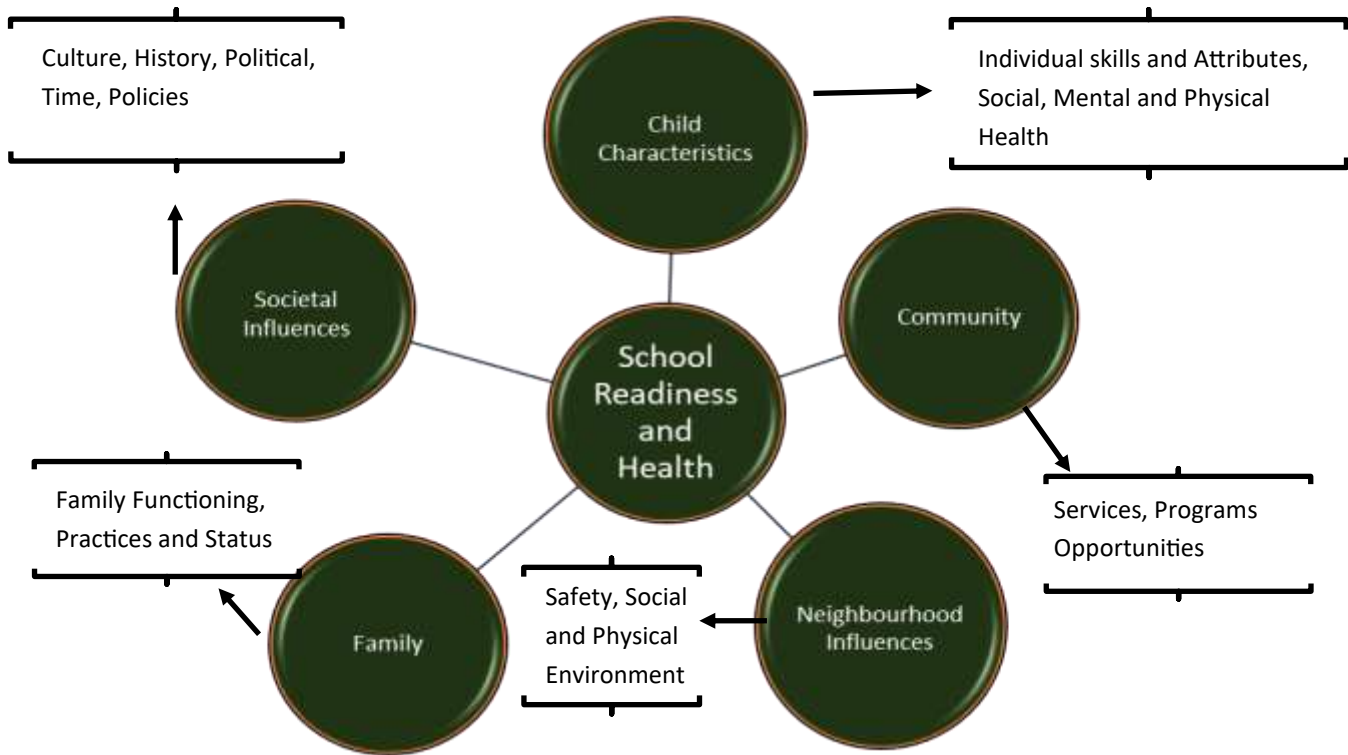 Culture, History, Political,
Time, Policies
Child
Characteristics
Individual skills and Attributes,
Social, Mental and Physical
Health
Societal
Influences
Community
School
Readiness
and
Health
Family Functioning,
Practices and Status
Services, Programs
Opportunities
Family
Safety, Social
and Physical
Environment
Neighbourhood
Influences